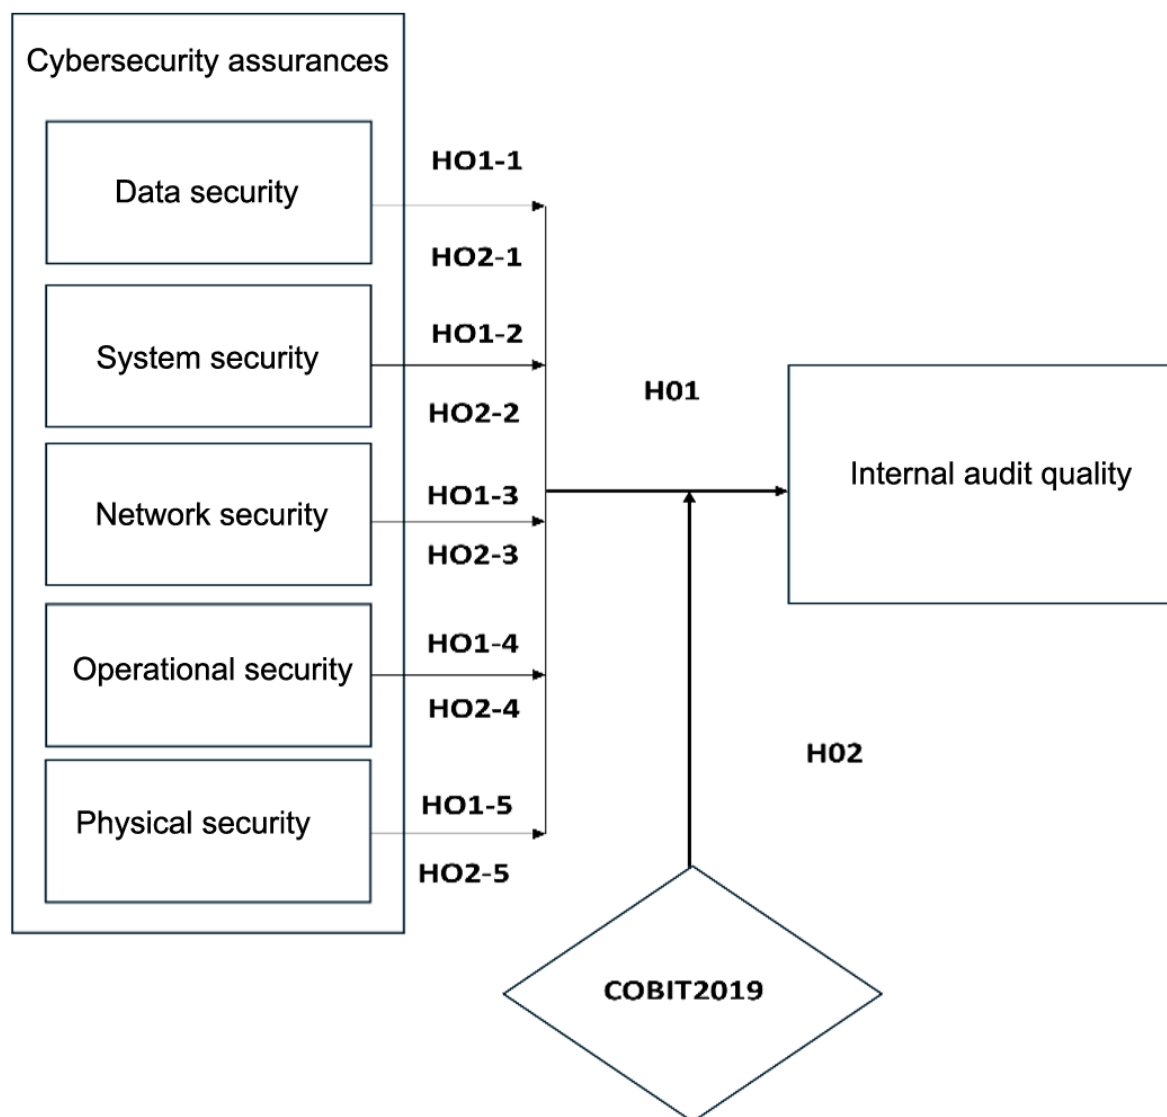 Cybersecurity assurances
Data security
HO1-1
HO2-1
System security
HO1-2
HO2-2
Network security
HO1-3
HO2-3
Operational security
HO1-4
HO2-4
Physical security
HO1-5
HO2-5
H01
Internal audit quality
H02
COBIT2019